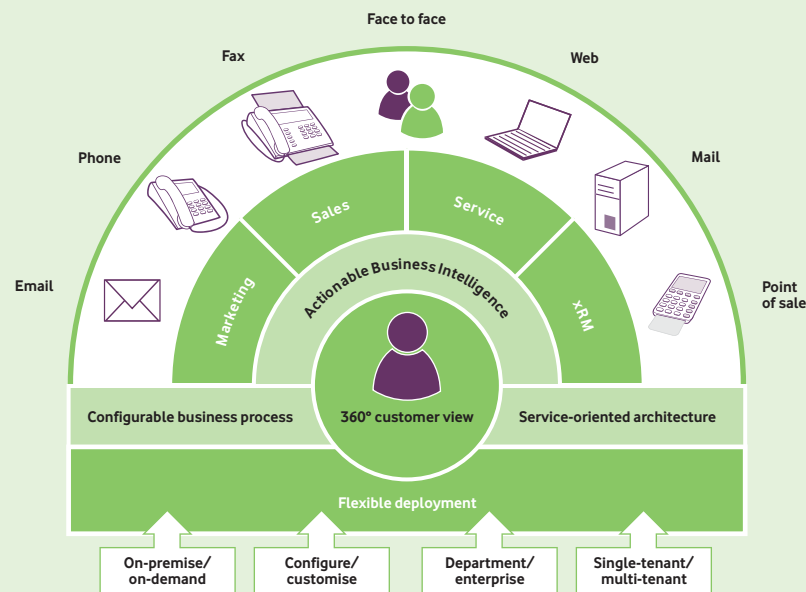 Face to face
Fax
Web
Phone
Mail
Email
Point
of sale
Sales
Service
Marketing
xRM
Actionable Business Intelligence
Configurable business process
360° customer view
Service-oriented architecture
Flexible deployment
On-premise/
on-demand
Configure/
customise
Department/
enterprise
Single-tenant/
multi-tenant